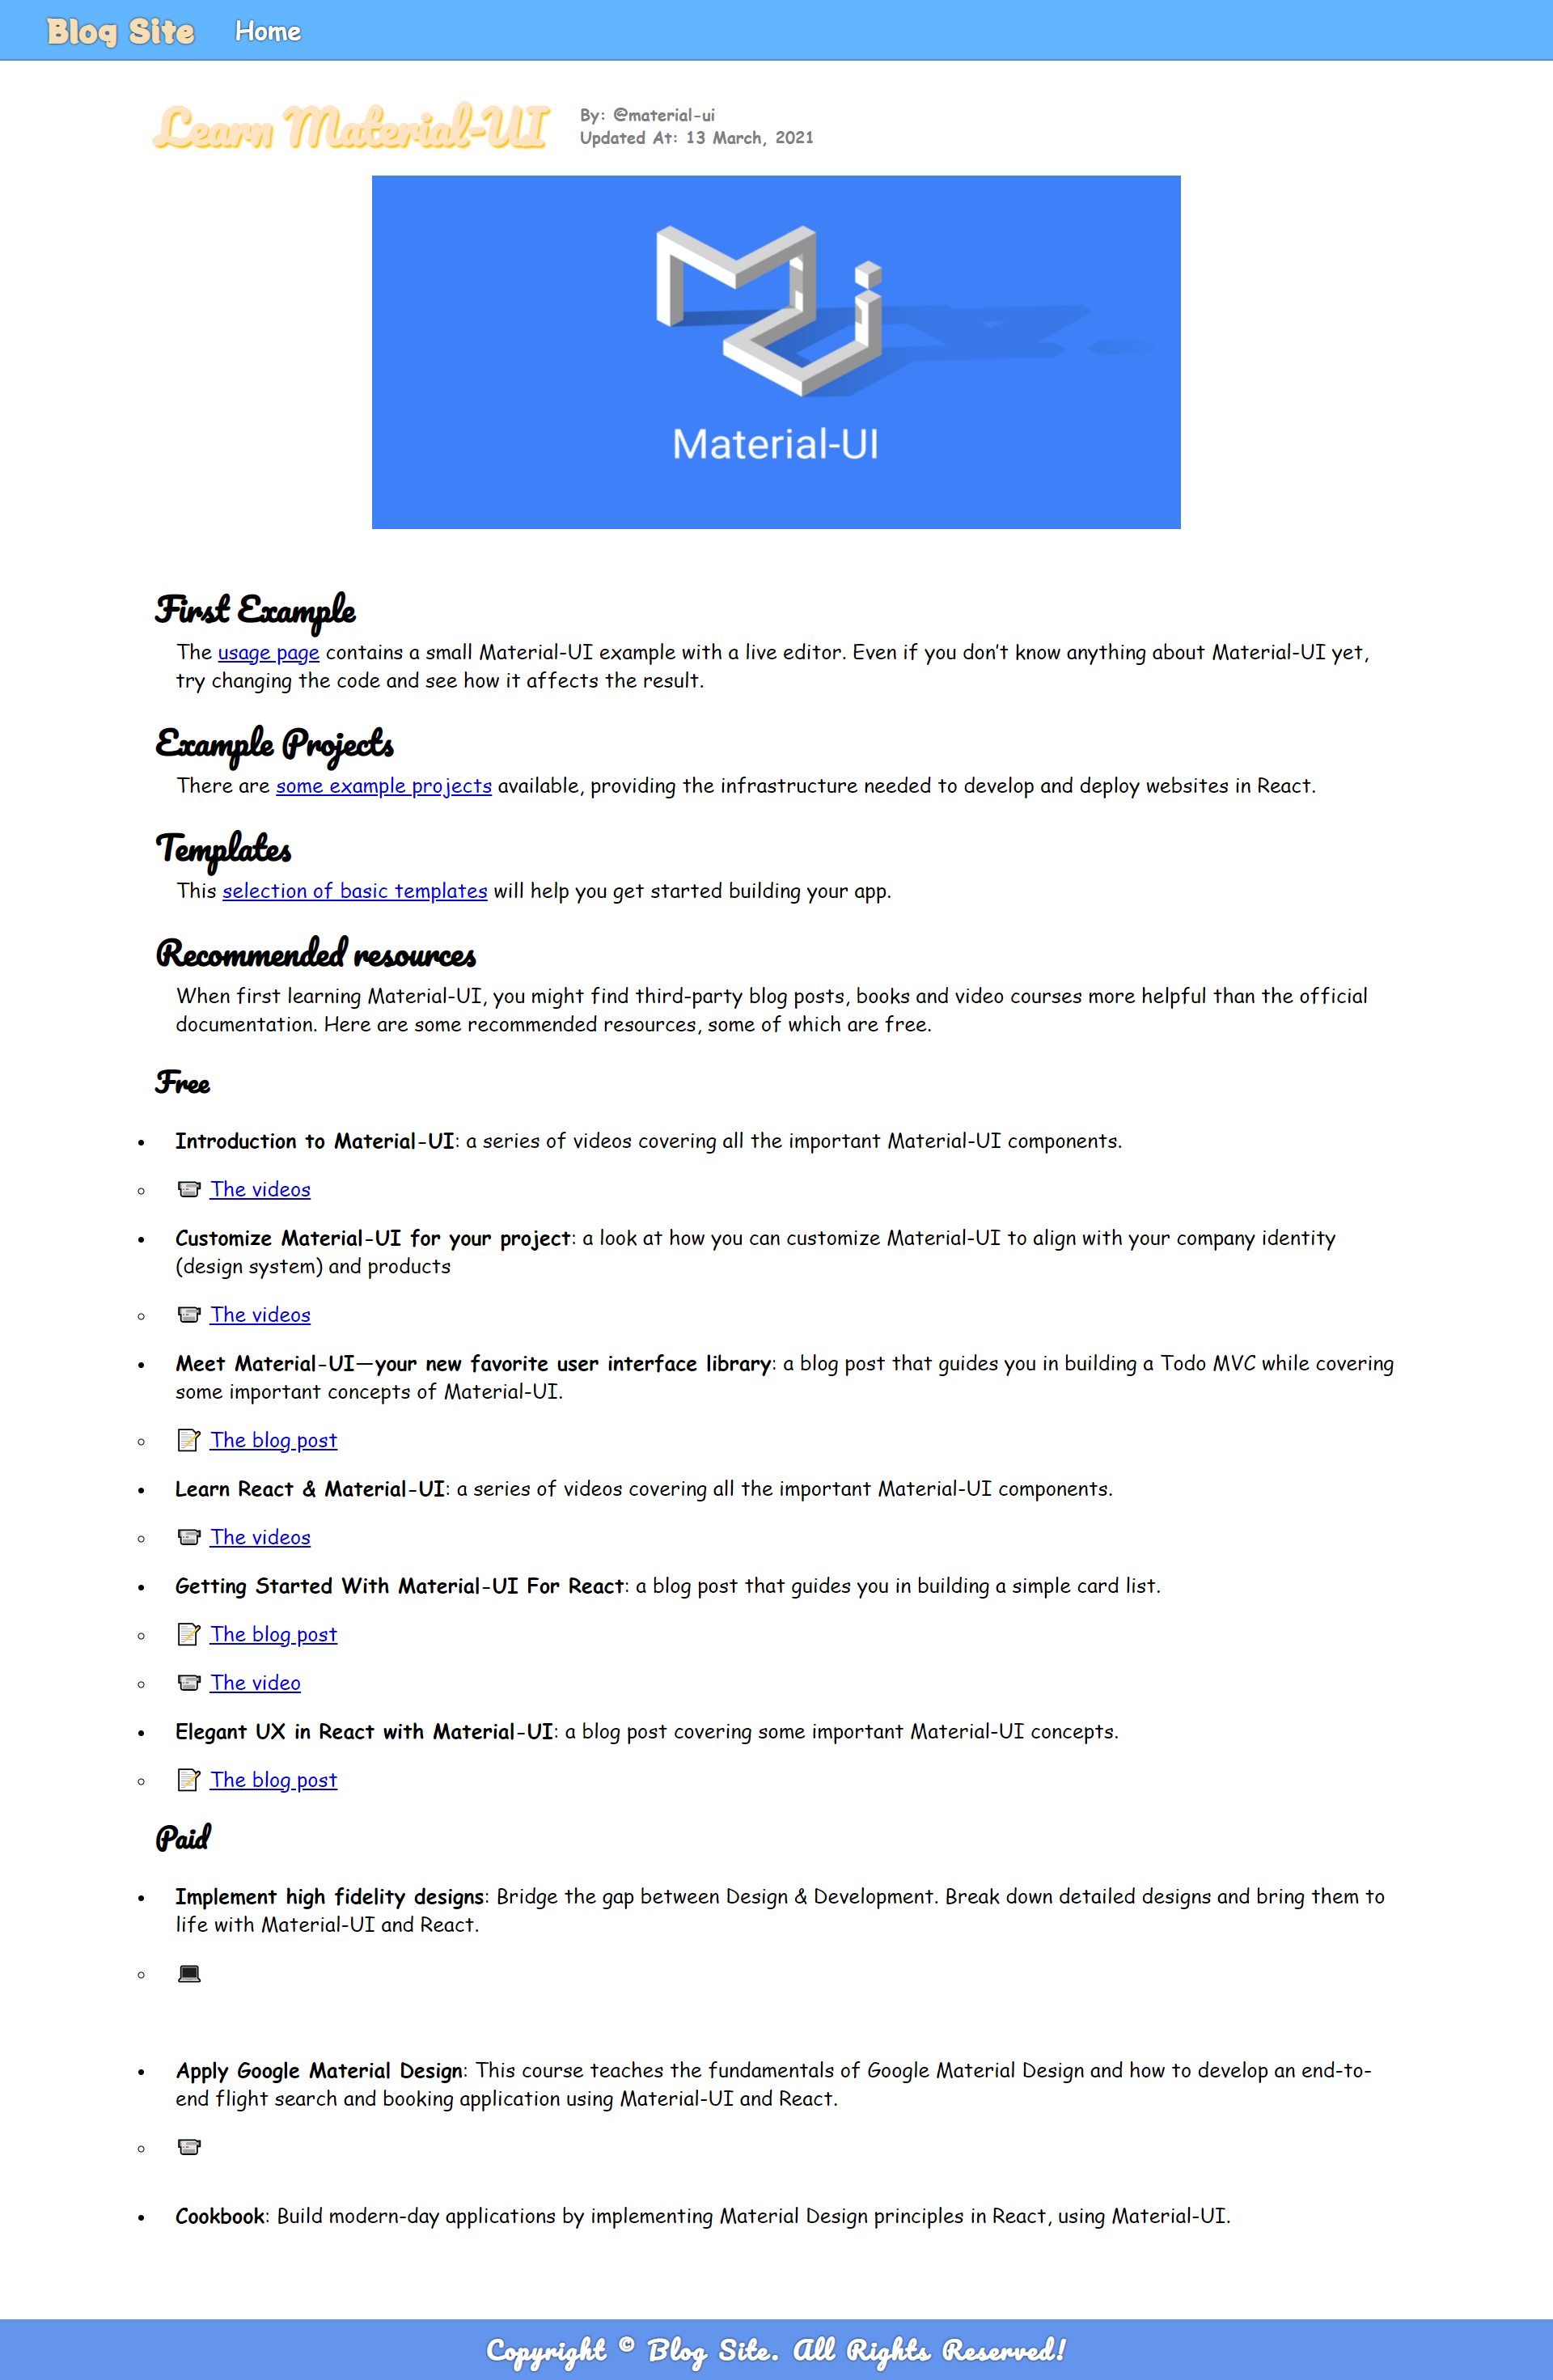 Blog Site Home
Learn Material-UI
By: @material-ui
Updated At: 13 March, 2021
Material-UI
First Example
The usage page contains a small Material-UI example with a live editor. Even if you don't know anything about Material-UI yet,
try changing the code and see how it affects the result.
Example Projects
There are some example projects available, providing the infrastructure needed to develop and deploy websites in React.
Templates
This selection of basic templates will help you get started building your app.
Recommended resources
When first learning Material-UI, you might find third-party blog posts, books and video courses more helpful than the official
documentation. Here are some recommended resources, some of which are free.
Free
Introduction to Material-UI: a series of videos covering all the important Material-UI components.
The videos
Customize Material-UI for your project: a look at how you can customize Material-UI to align with your company identity
(design system) and products
The videos
Meet Material-UI—your new favorite user interface library: a blog post that guides you in building a Todo MVC while covering
some important concepts of Material-UI.
The blog post
Learn React & Material-UI: a series of videos covering all the important Material-UI components.
The videos
Getting Started With Material-UI For React: a blog post that guides you in building a simple card list.
The blog post
The video
Elegant UX in React with Material-UI: a blog post covering some important Material-UI concepts.
The blog post
Paid
Implement high fidelity designs: Bridge the gap between Design & Development. Break down detailed designs and bring them to
life with Material-UI and React.
Apply Google Material Design: This course teaches the fundamentals of Google Material Design and how to develop an end-to-
end flight search and booking application using Material-UI and React.
Cookbook: Build modern-day applications by implementing Material Design principles in React, using Material-UI.
Copyright © Blog Site. All Rights Reserved!